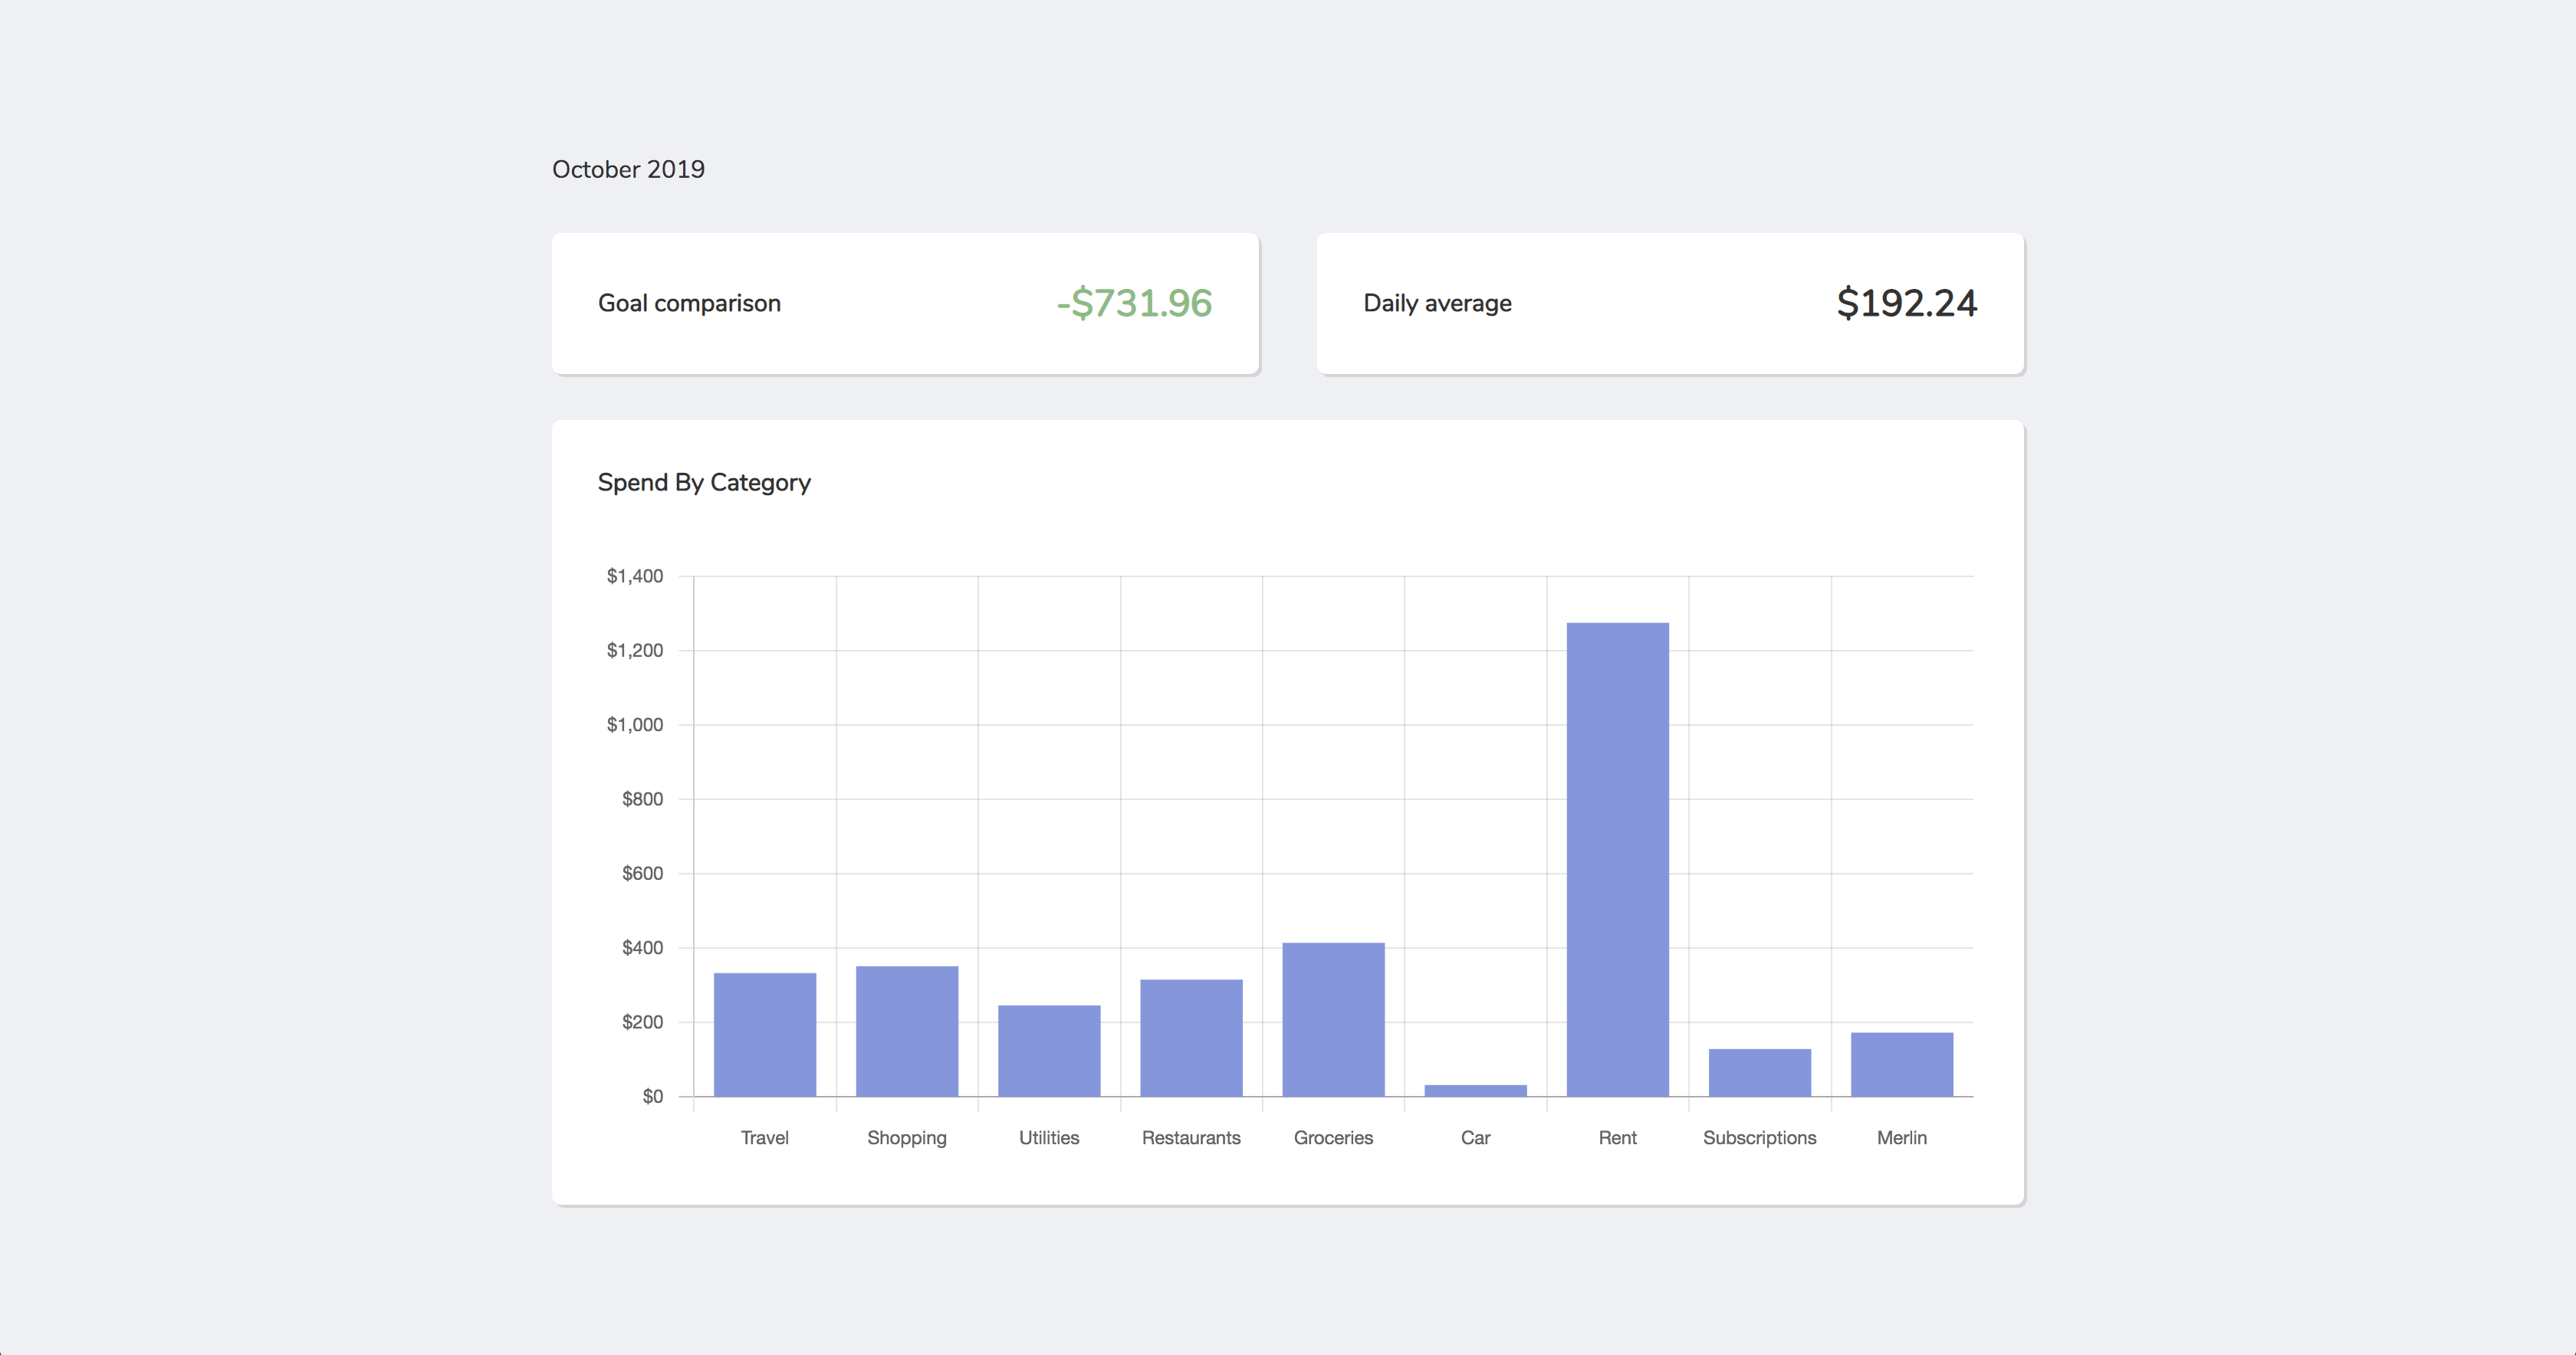 October 2019
Goal comparison
-$731.96
Daily average
$192.24
Spend By Category
$1,400
$1,200
$1,000
$800
$600
$400
$200
$0
Travel Shopping Utilities Restaurants Groceries Car Rent Subscriptions Merlin